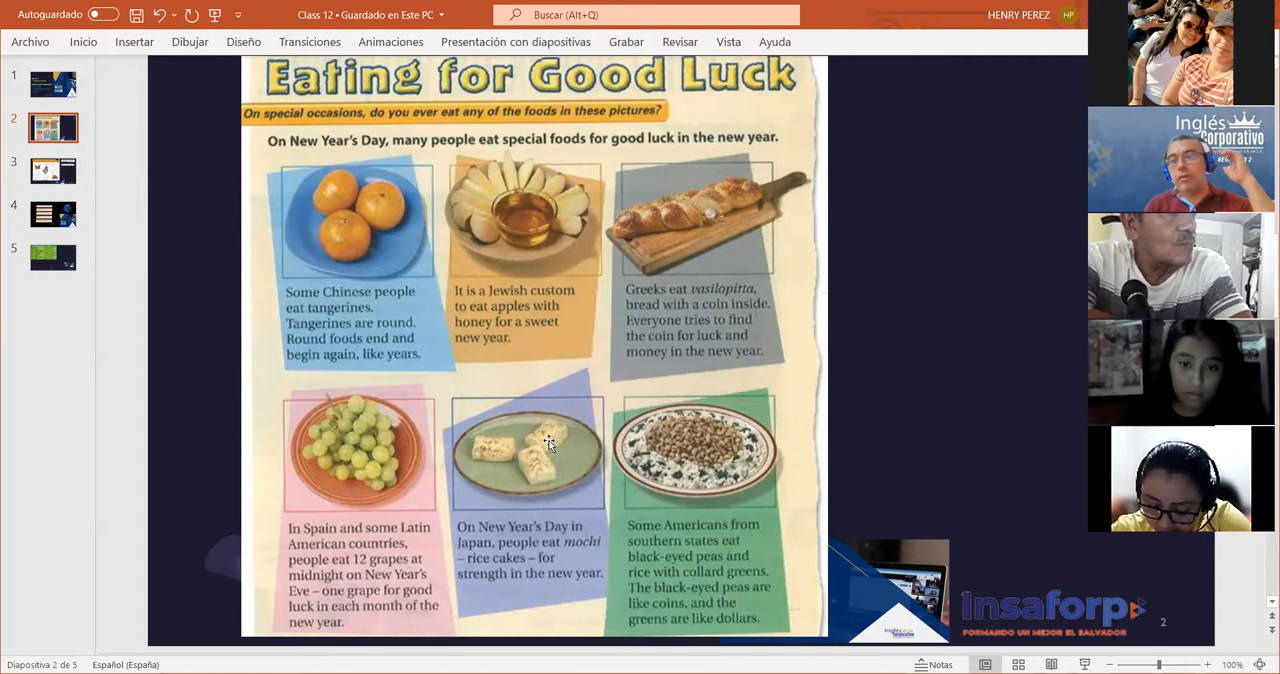 Autoguardado
Class 12 • Guardado en Este PC
Buscar (Alt+Q)
HENRY PEREZ
HP
Archivo
Inicio
Insertar
Dibujar
Diseño
Transiciones
Animaciones
Presentación con diapositivas
Grabar
Revisar
Vista
Ayuda
1
2
3
4
5
Eating for Good Luck
On special occasions, do you ever eat any of the foods in these pictures?
On New Year's Day, many people eat special foods for good luck in the new year.
Some Chinese people
eat tangerines.
Tangerines are round.
Round foods end and
begin again, like years.
It is a Jewish custom
to eat apples with
honey for a sweet
new year.
Greeks eat vasilopitta,
bread with a coin inside.
Everyone tries to find
the coin for luck and
money in the new year.
In Spain and some Latin
American countries,
people eat 12 grapes at
midnight on New Year's
Eve – one grape for good
luck in each month of the
new year.
On New Year's Day in
Japan, people eat mochi
– rice cakes – for
strength in the new year.
Some Americans from
southern states eat
black-eyed peas and
rice with collard greens.
The black-eyed peas are
like coins, and the
greens are like dollars.
Insaforp
FORMANDO UN MEJOR EL SALVADOR
2
Inglés
Corporativo
Diapositiva 2 de 5
Español (España)
Notas
100%